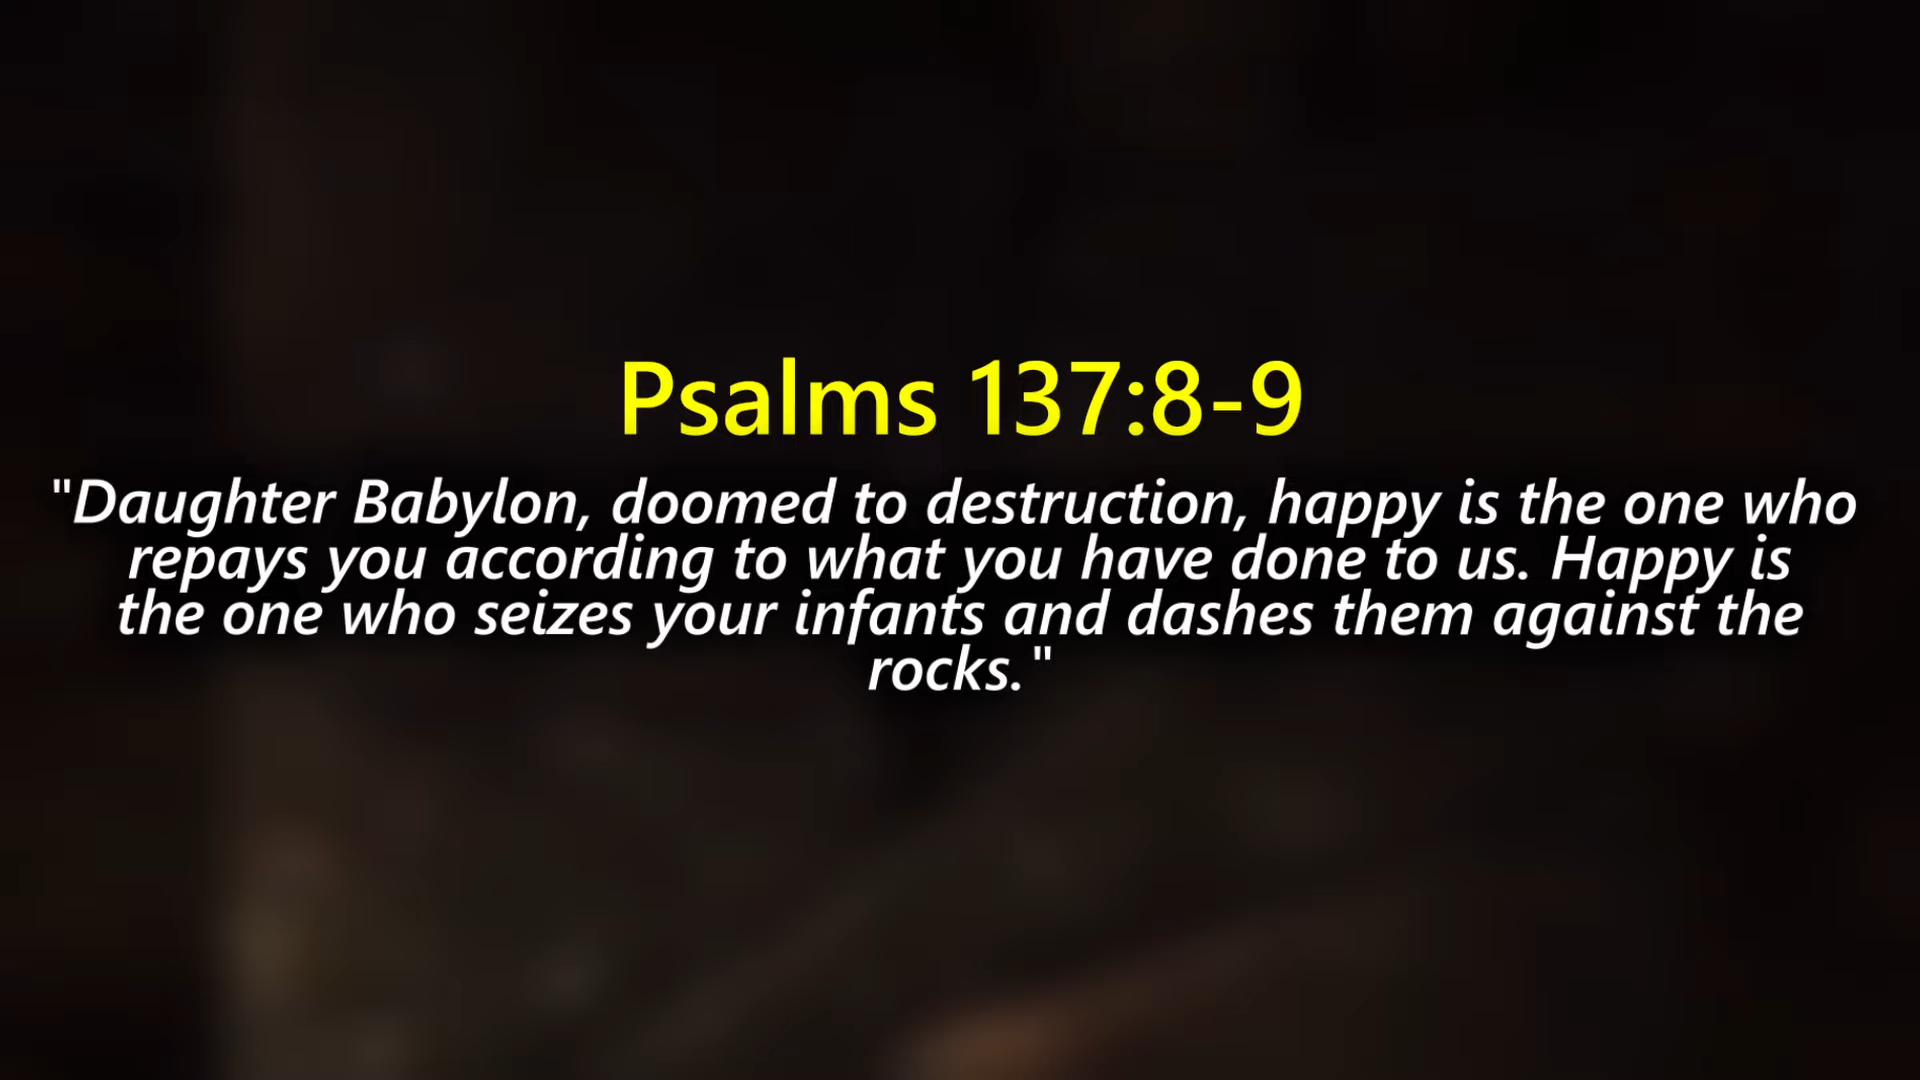 Psalms 137:8-9
"Daughter Babylon, doomed to destruction, happy is the one who
repays you according to what you have done to us. Happy is
the one who seizes your infants and dashes them against the
rocks."